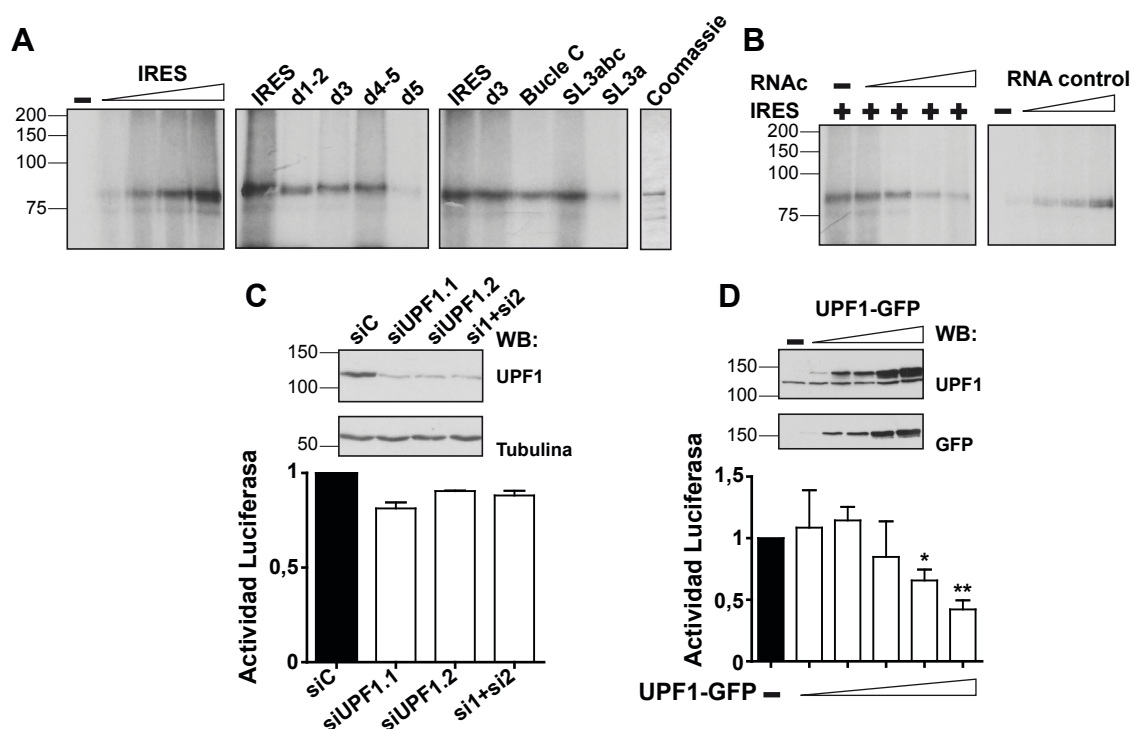 A
IRES
200
150
100
75
IRES
d1-2
d3
d4-5
d5
IRES
d3
Bucle C
SL3abc
SL3a
Coomassie
B
RNAc
IRES + + + + +
200
150
100
75
RNA control
C
siC
siUPF1.1
siUPF1.2
si1+si2
WB:
150
100
UPF1
50
Tubulina
Actividad Luciferasa
1
0,5
0
siC
siUPF1.1
siUPF1.2
si1+si2
D
UPF1-GFP
WB:
150
100
UPF1
150
GFP
Actividad Luciferasa
1,5
1
0,5
0
*
**
UPF1-GFP –